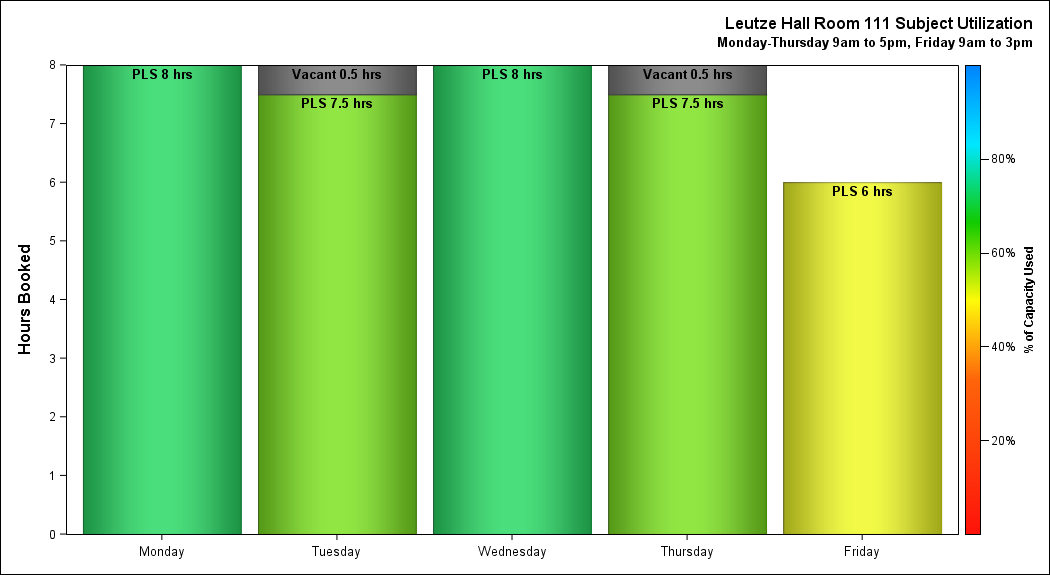 Leutze Hall Room 111 Subject Utilization
Monday-Thursday 9am to 5pm, Friday 9am to 3pm
Hours Booked
8
7
6
5
4
3
2
1
0
PLS 8 hrs
Vacant 0.5 hrs
PLS 7.5 hrs
PLS 8 hrs
Vacant 0.5 hrs
PLS 7.5 hrs
PLS 6 hrs
Monday
Tuesday
Wednesday
Thursday
Friday
80%
60%
40%
20%
% of Capacity Used